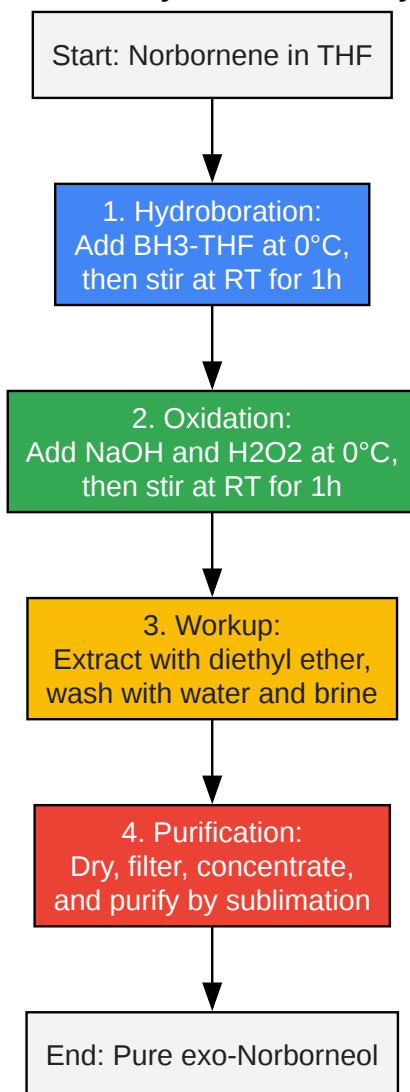 Start: Norbornene in THF
1. Hydroboration:
Add BH3-THF at 0°C,
then stir at RT for 1h
2. Oxidation:
Add NaOH and H2O2 at 0°C,
then stir at RT for 1h
3. Workup:
Extract with diethyl ether,
wash with water and brine
4. Purification:
Dry, filter, concentrate,
and purify by sublimation
End: Pure exo-Norborneol